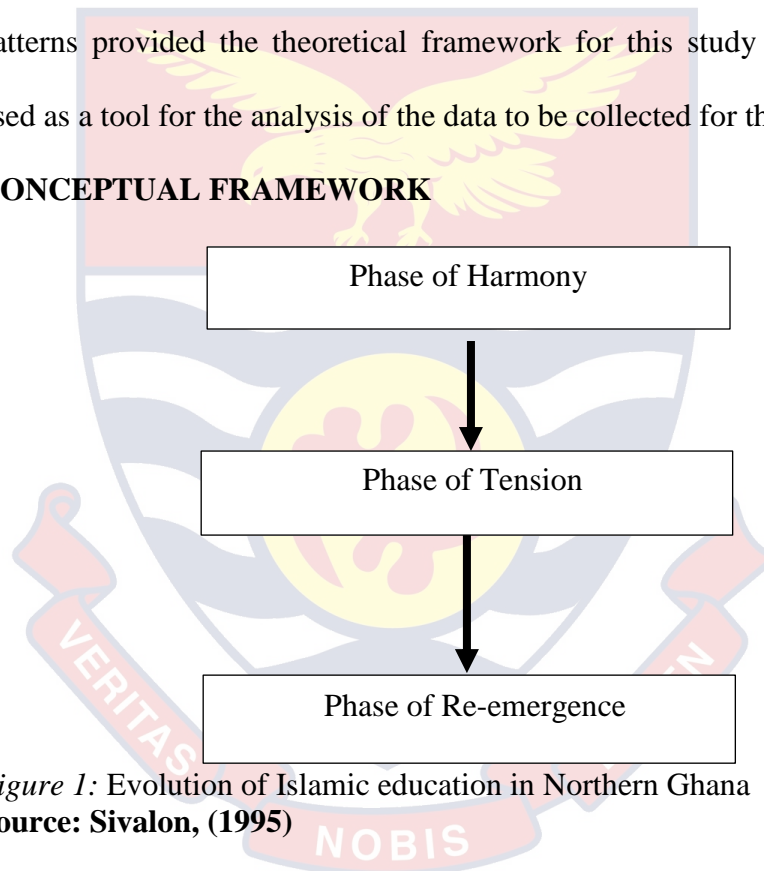 atterns provided the theoretical framework for this study
sed as a tool for the analysis of the data to be collected for th
ONCEPTUAL FRAMEWORK
Phase of Harmony
Phase of Tension
Phase of Re-emergence
igure 1: Evolution of Islamic education in Northern Ghana
ource: Sivalon, (1995)
VERITAS
NOBIS
EN